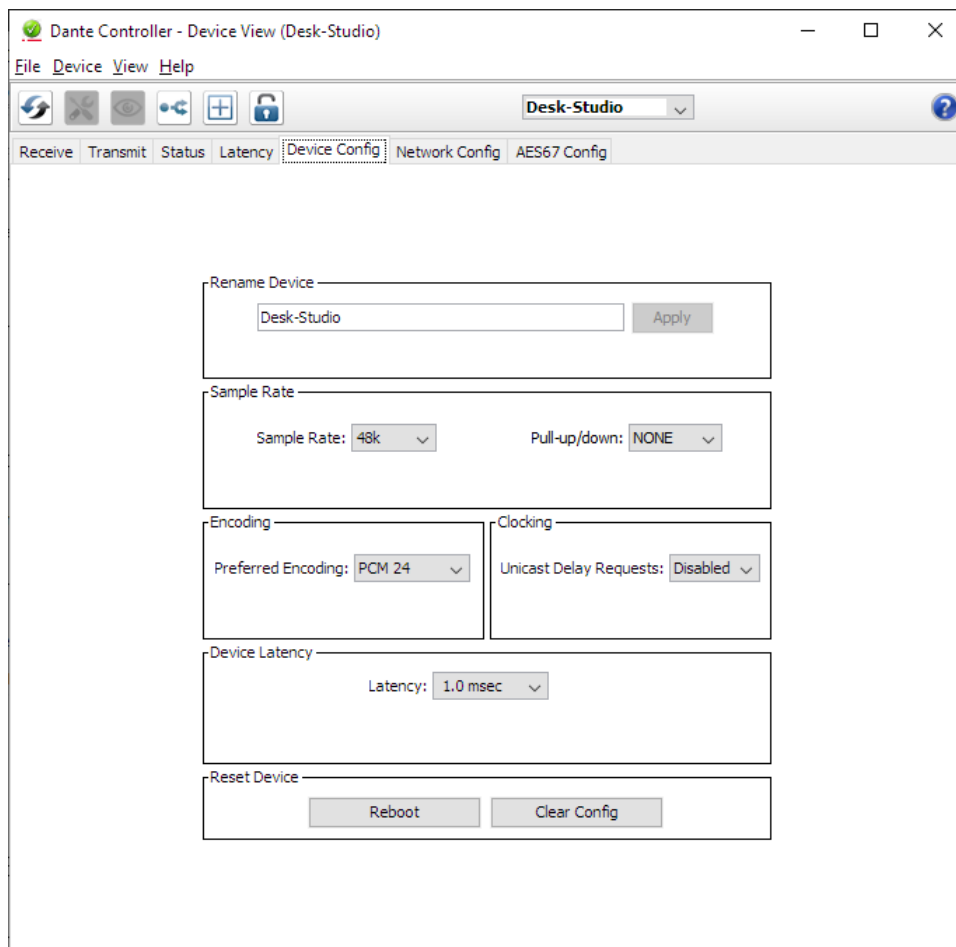 Dante Controller - Device View (Desk-Studio)
File Device View Help
Desk-Studio
Receive Transmit Status Latency Device Config Network Config AES67 Config
Rename Device
Desk-Studio Apply
Sample Rate
Sample Rate: 48k Pull-up/down: NONE
Encoding Clocking
Preferred Encoding: PCM 24 Unicast Delay Requests: Disabled
Device Latency
Latency: 1.0 msec
Reset Device
Reboot Clear Config